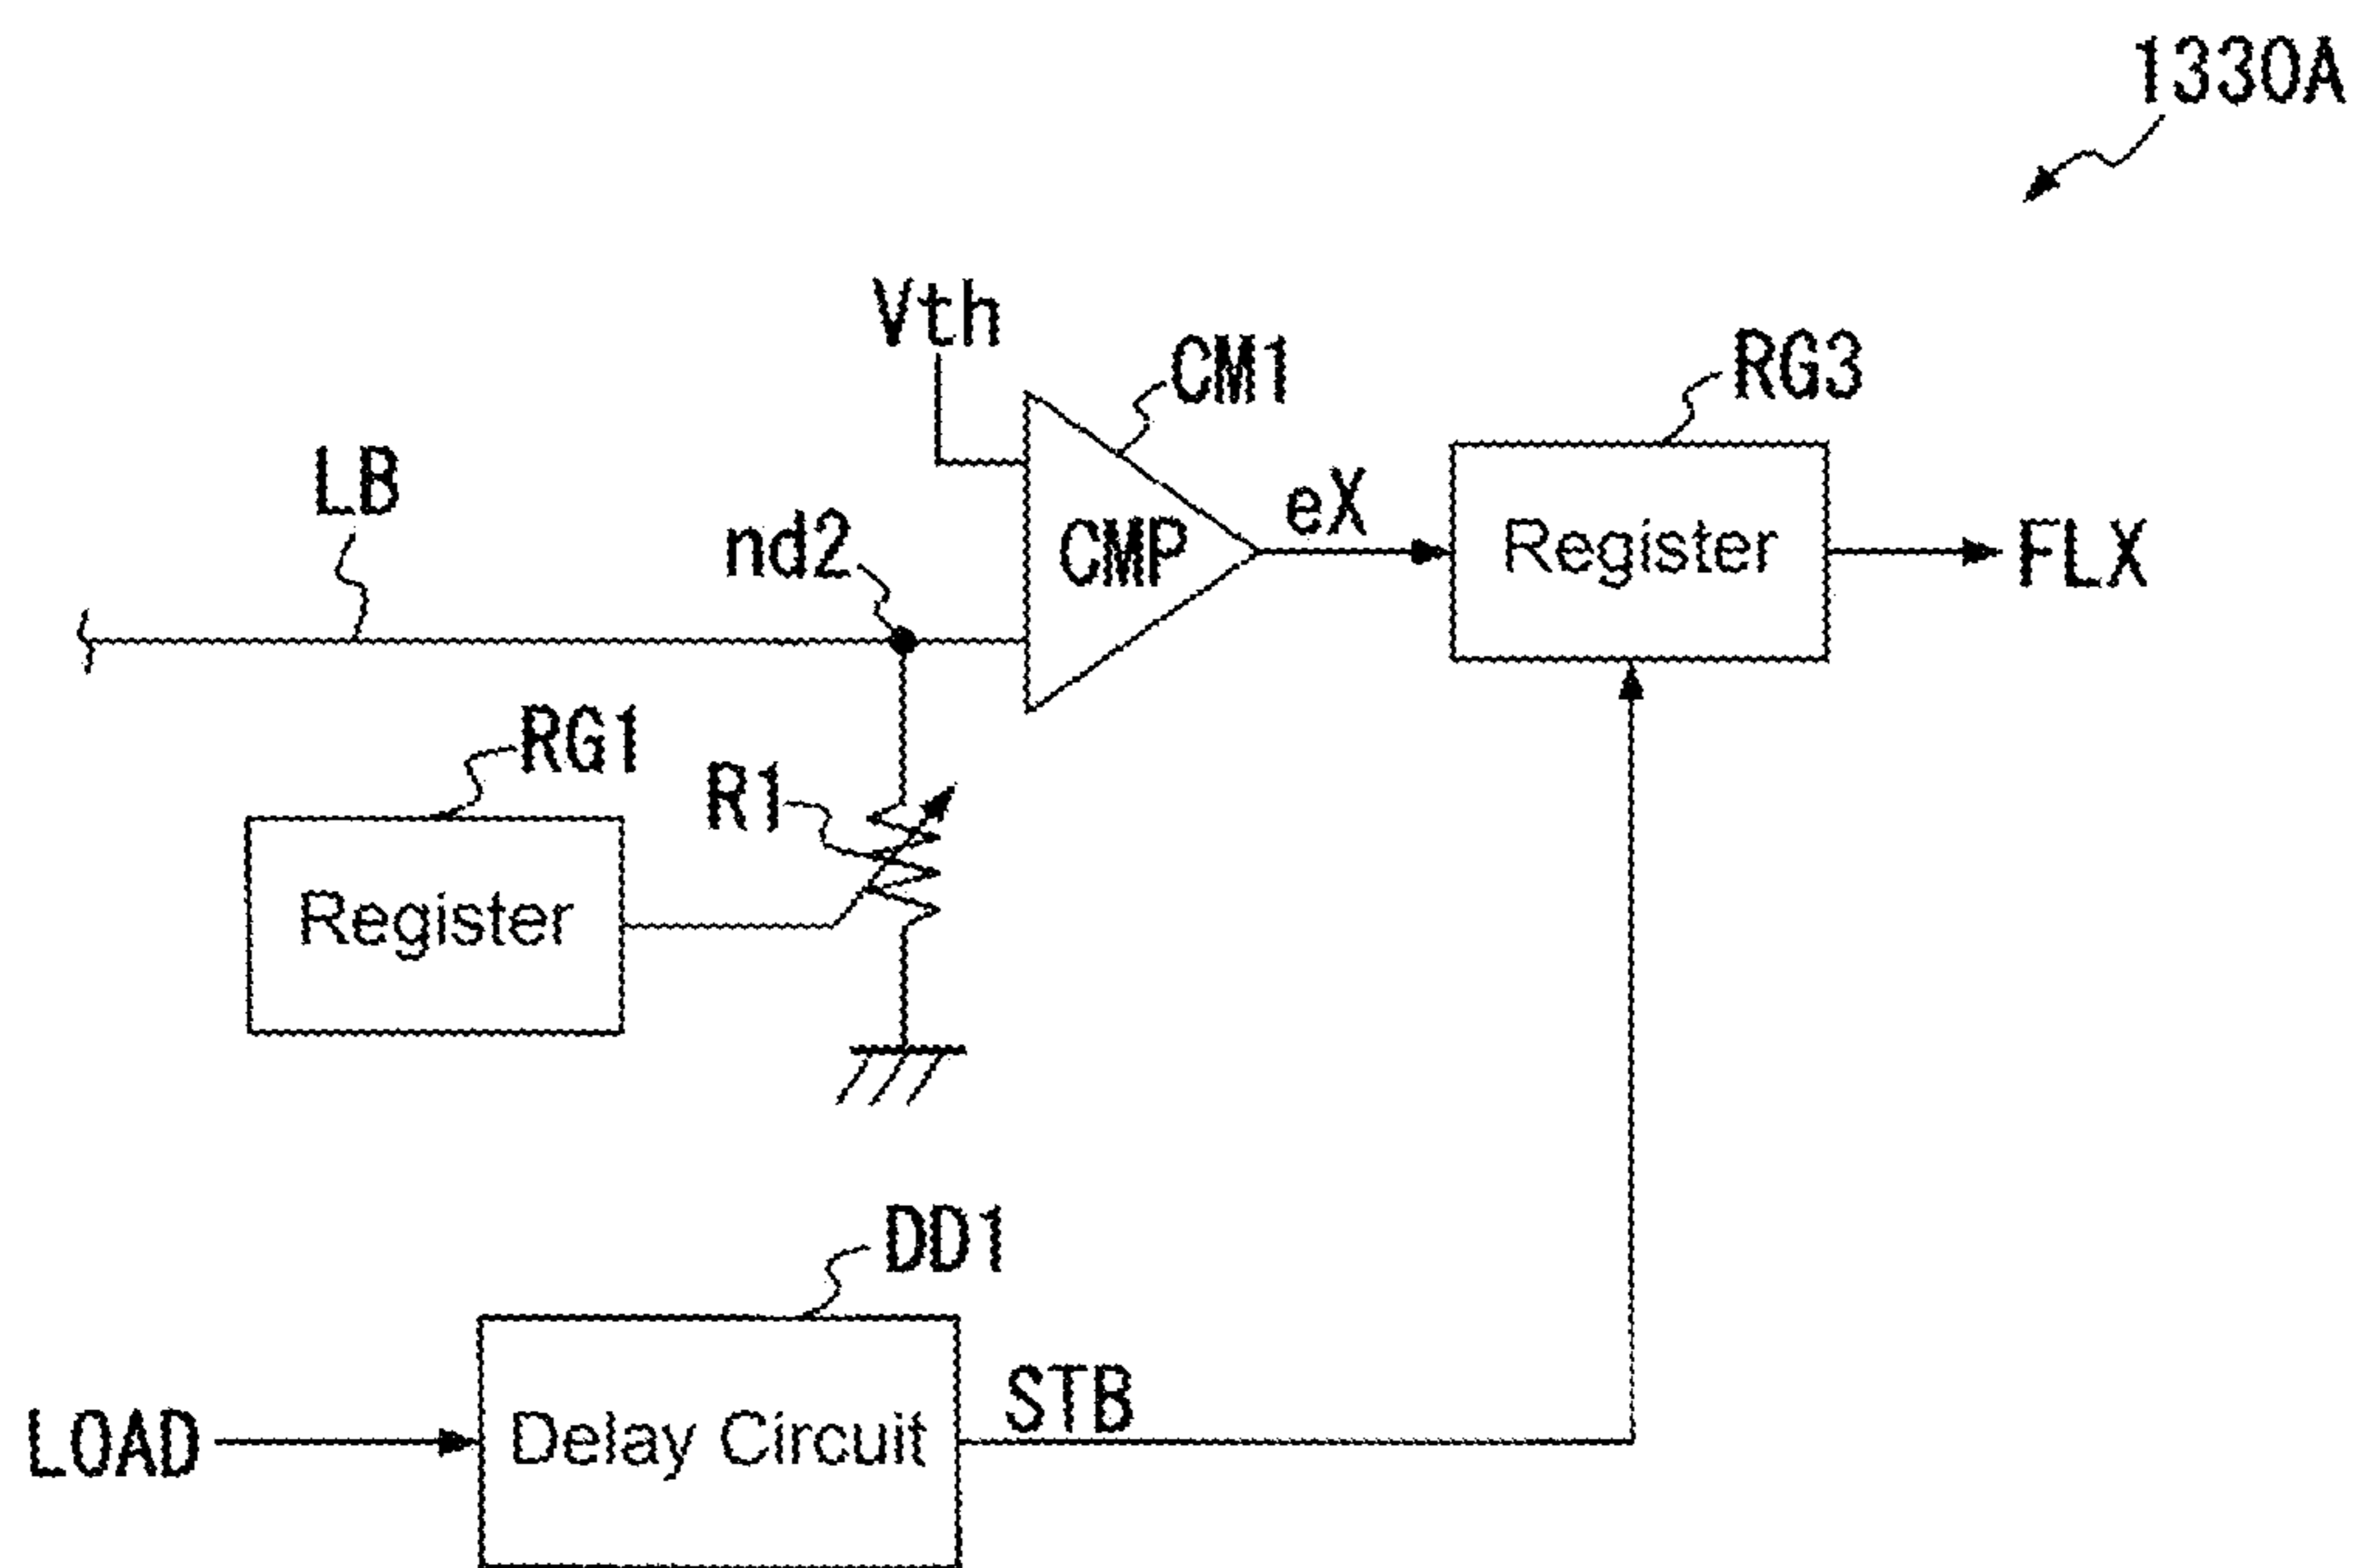 1330A
Vth
CM1
RG3
LB
nd2
CMP
eX
Register
FLX
RG1
R1
Register
DD1
STB
LOAD
Delay Circuit